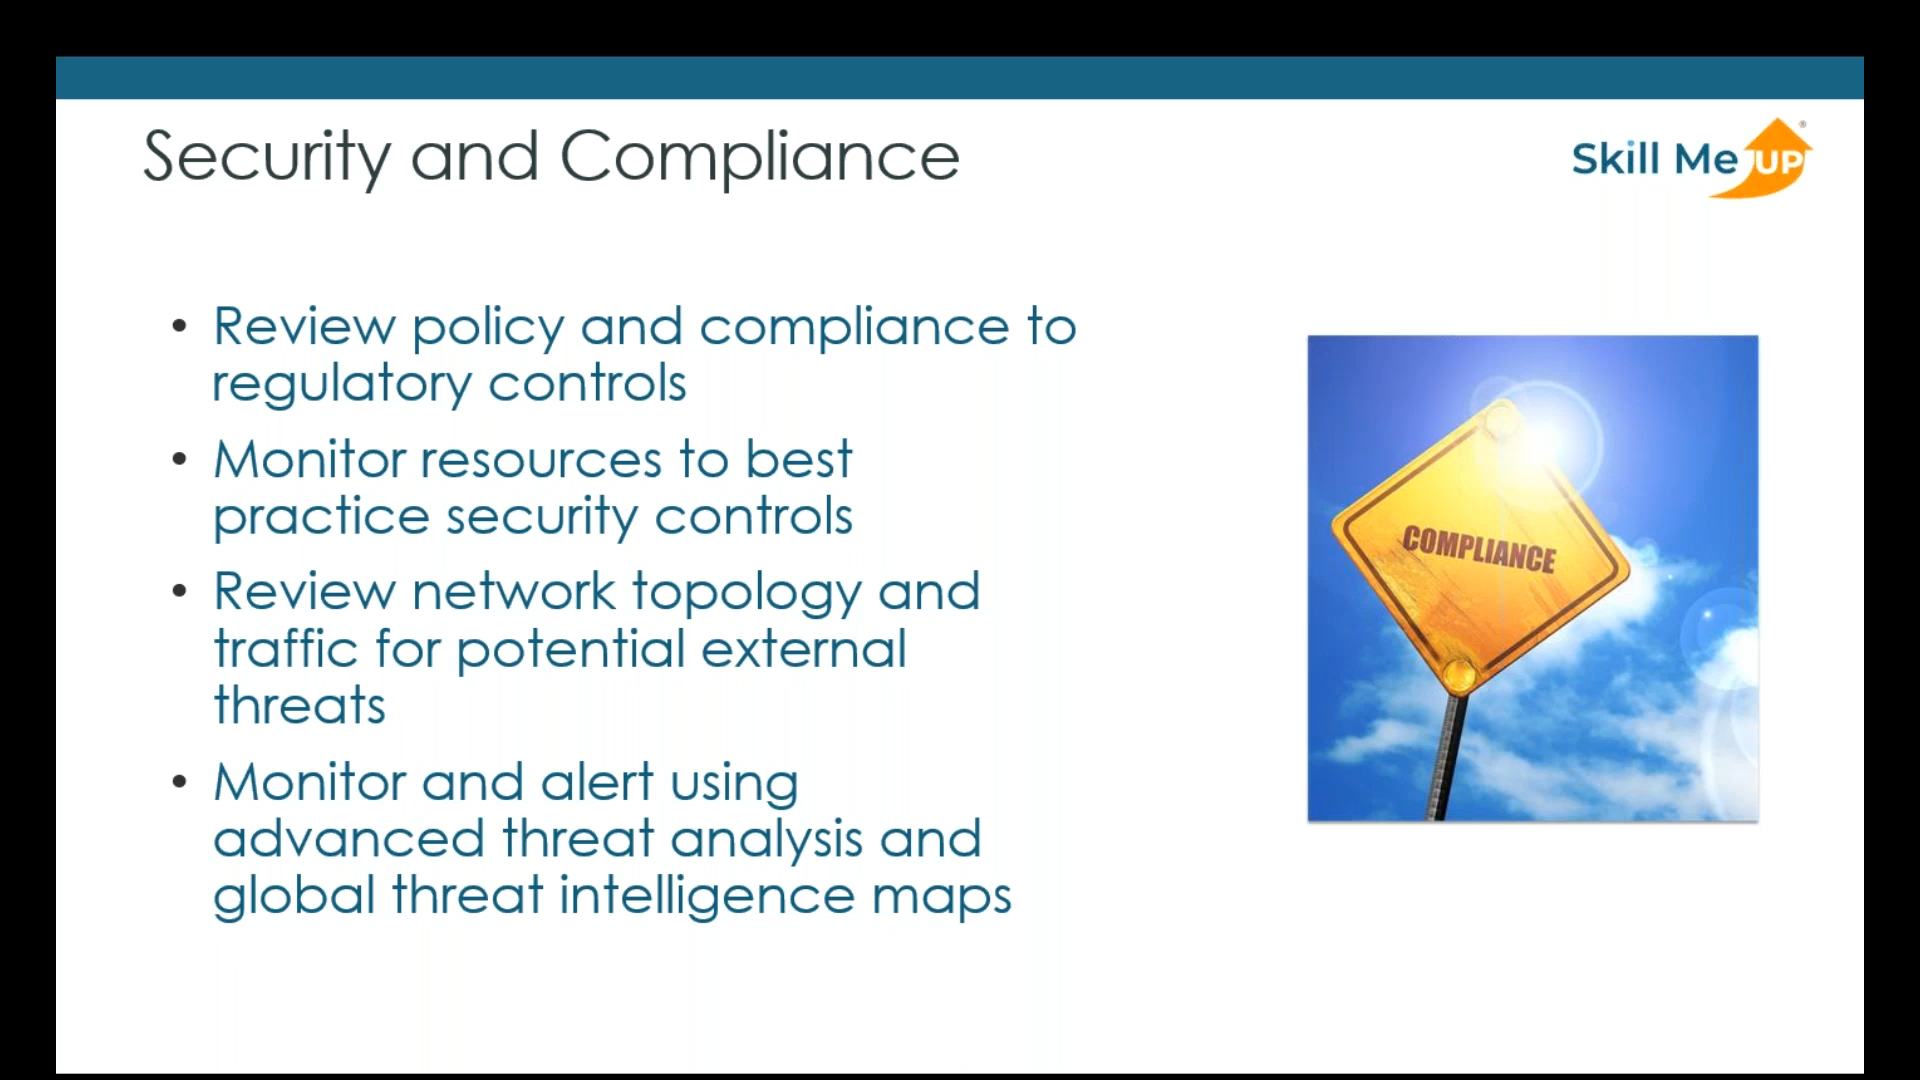 Security and Compliance
Skill Me UP®
• Review policy and compliance to
regulatory controls
• Monitor resources to best
practice security controls
• Review network topology and
traffic for potential external
threats
• Monitor and alert using
advanced threat analysis and
global threat intelligence maps
COMPLIANCE